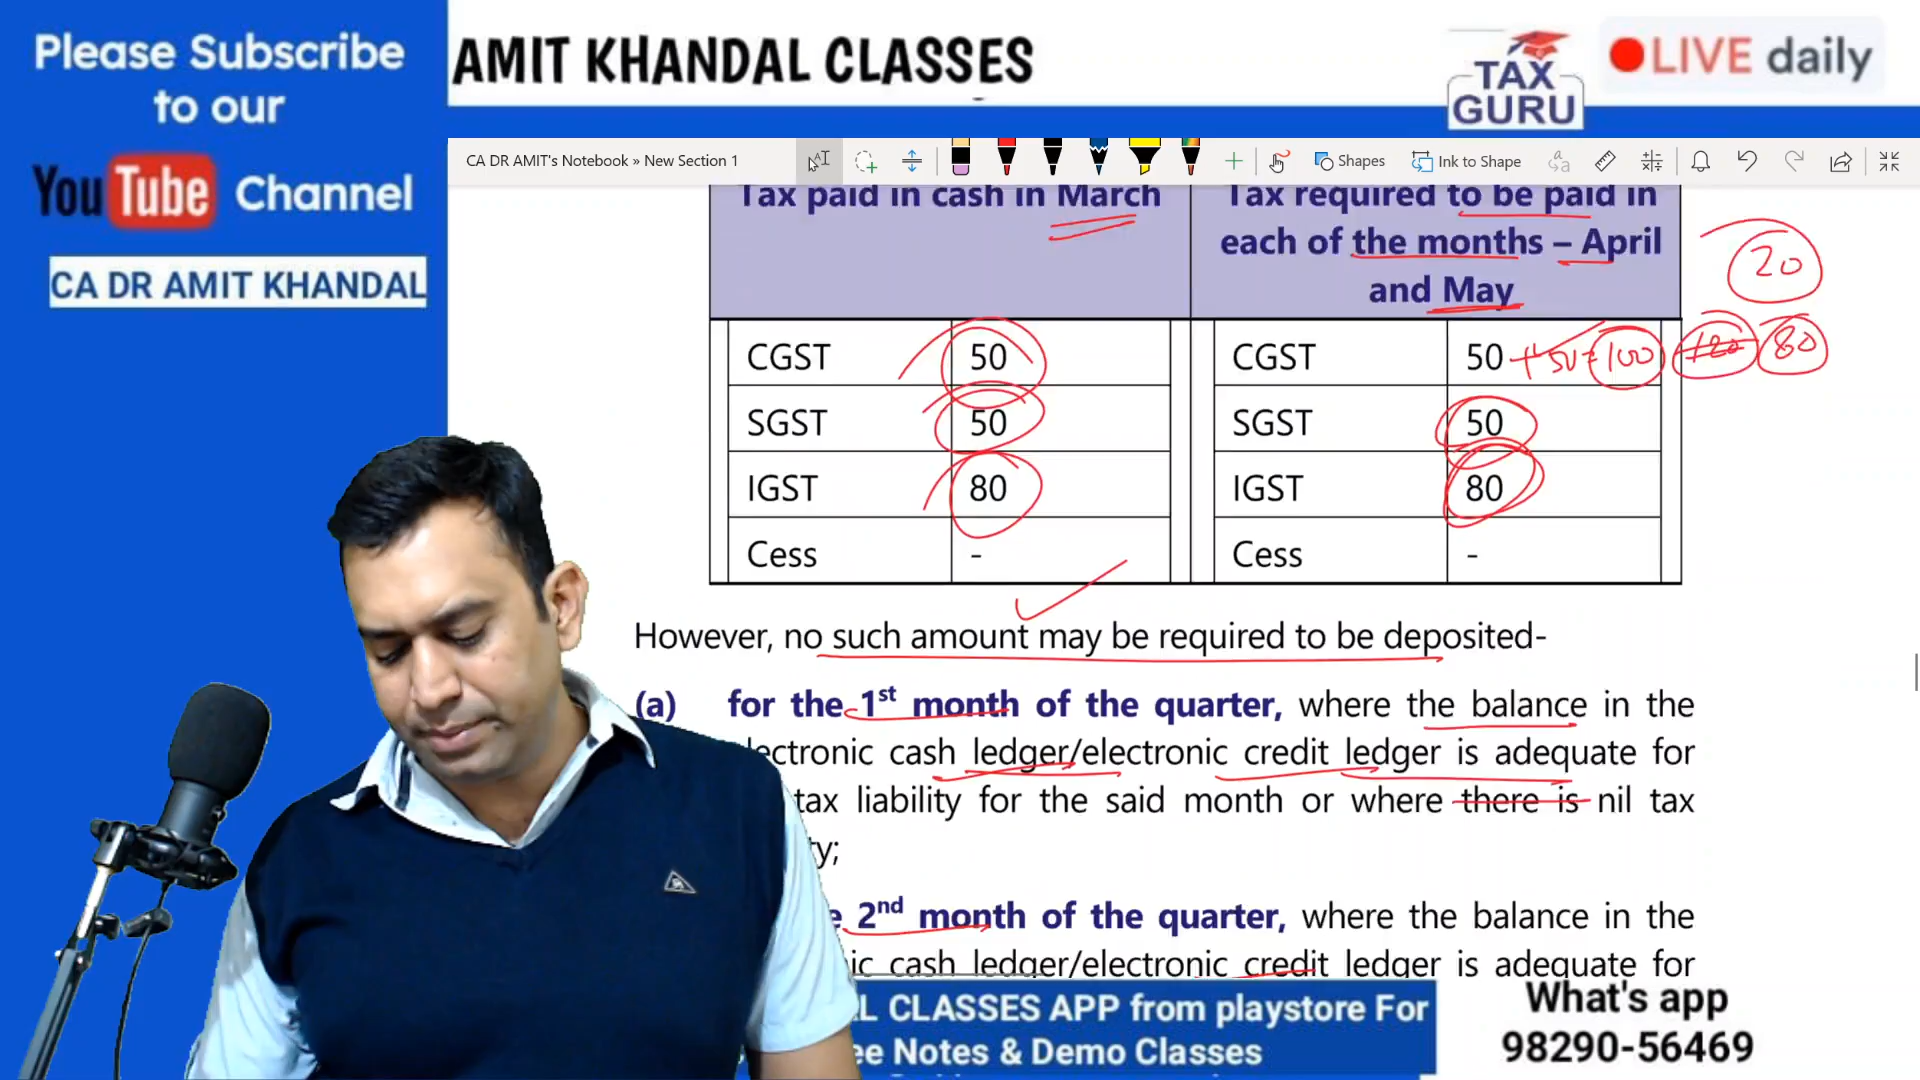 Please Subscribe
to our
YouTube Channel
CA DR AMIT KHANDAL
AMIT KHANDAL CLASSES
TAX
GURU
LIVE daily
CA DR AMIT's Notebook » New Section 1
Shapes
Ink to Shape
Tax paid in cash in March
Tax required to be paid in
each of the months – April
and May
20
CGST 50
CGST 50 + 50 = 100 120 80
SGST 50
SGST 50
IGST 80
IGST 80
Cess -
Cess -
However, no such amount may be required to be deposited-
(a) for the 1st month of the quarter, where the balance in the
lectronic cash ledger/electronic credit ledger is adequate for
tax liability for the said month or where there is nil tax
ty;
e 2nd month of the quarter, where the balance in the
ic cash ledger/electronic credit ledger is adequate for
L CLASSES APP from playstore For
ee Notes & Demo Classes
What's app
98290-56469